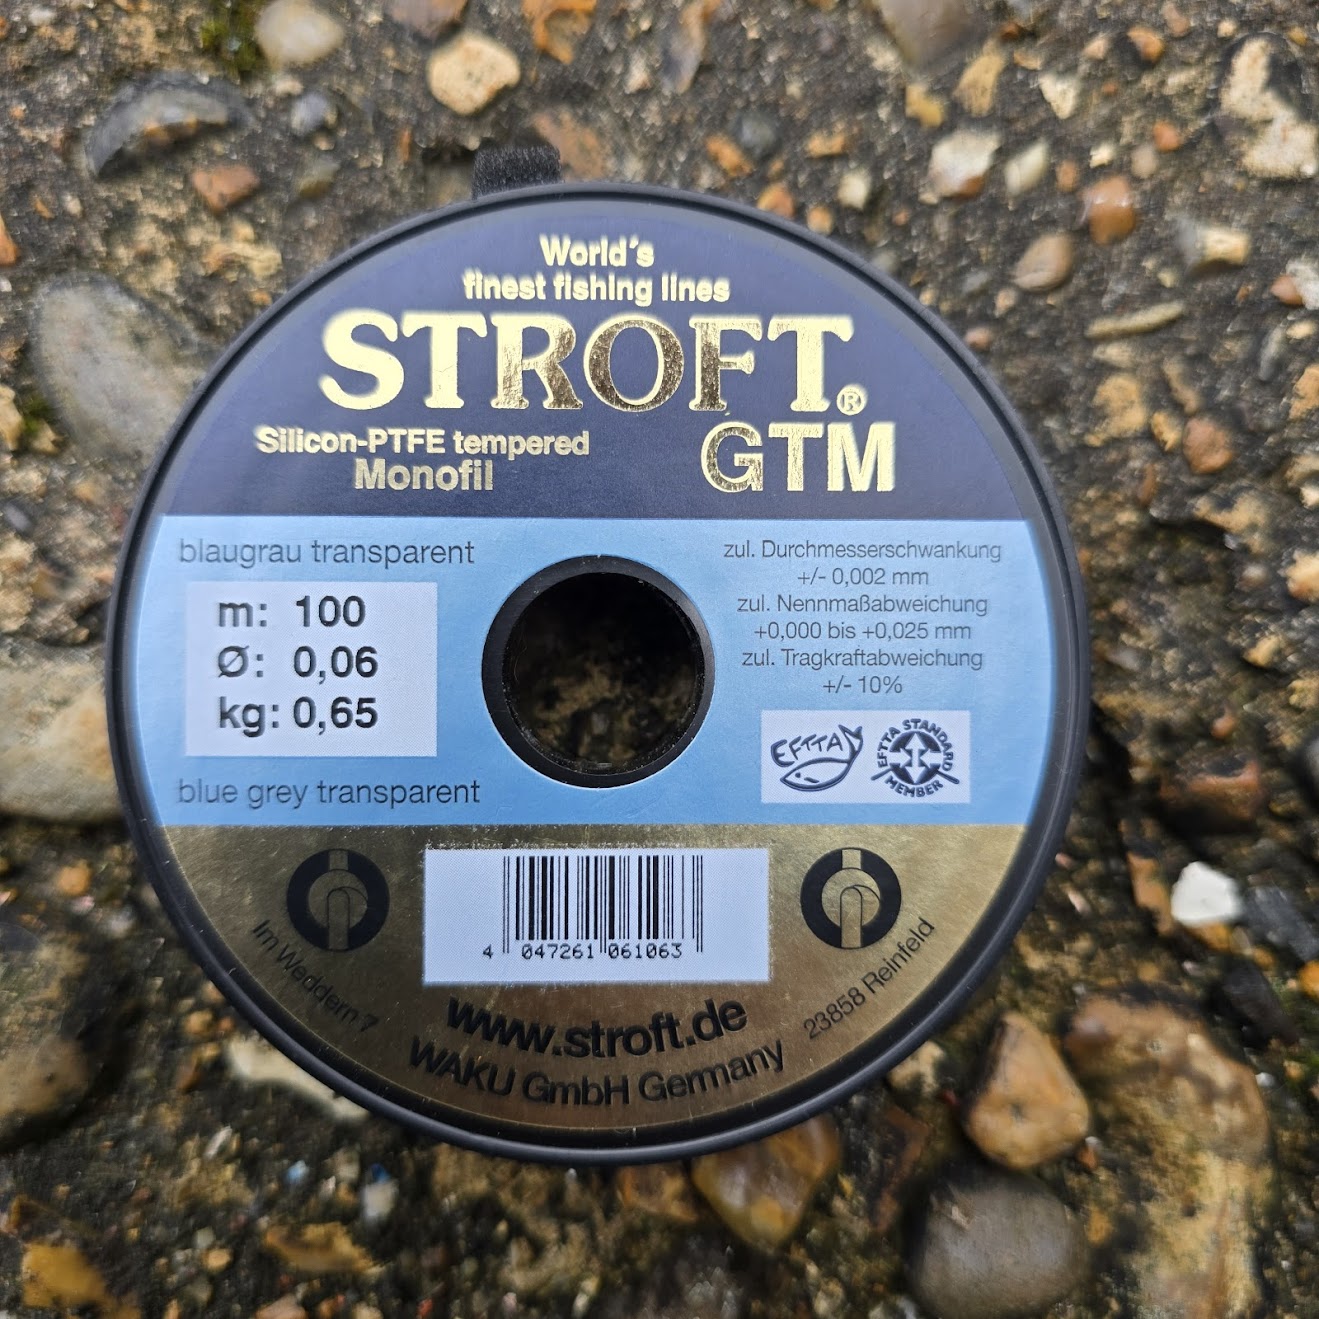 World´s
finest fishing lines
STROFT®
Silicon-PTFE tempered
Monofil
GTM
blaugrau transparent
m: 100
Ø: 0,06
kg: 0,65
blue grey transparent
zul. Durchmesserschwankung
+/- 0,002 mm
zul. Nennmaßabweichung
+0,000 bis +0,025 mm
zul. Tragkraftabweichung
+/- 10%
EFTTA
EFTTA STANDARD
MEMBER
4 047261 061063
Im Weddern 7
www.stroft.de
23858 Reinfeld
WAKU GmbH Germany